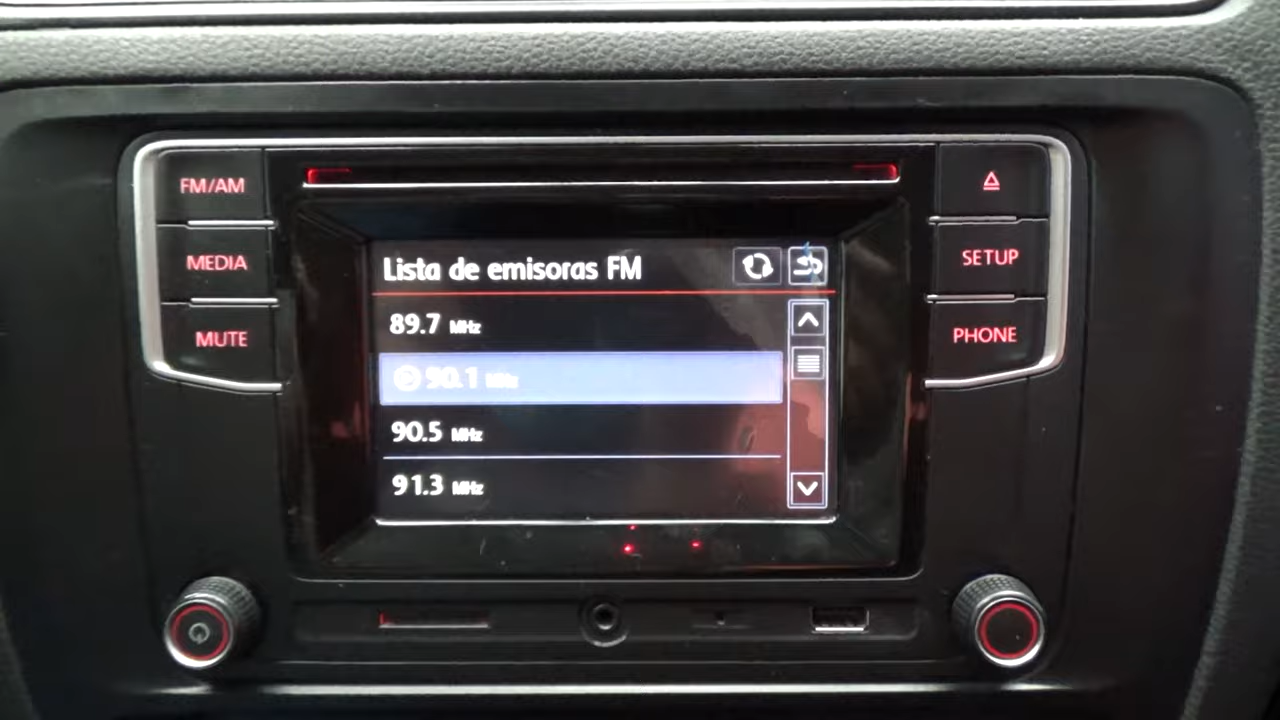 FM/AM
MEDIA
MUTE
Lista de emisoras FM
89.7 MHz
90.1 MHz
90.5 MHz
91.3 MHz
SETUP
PHONE